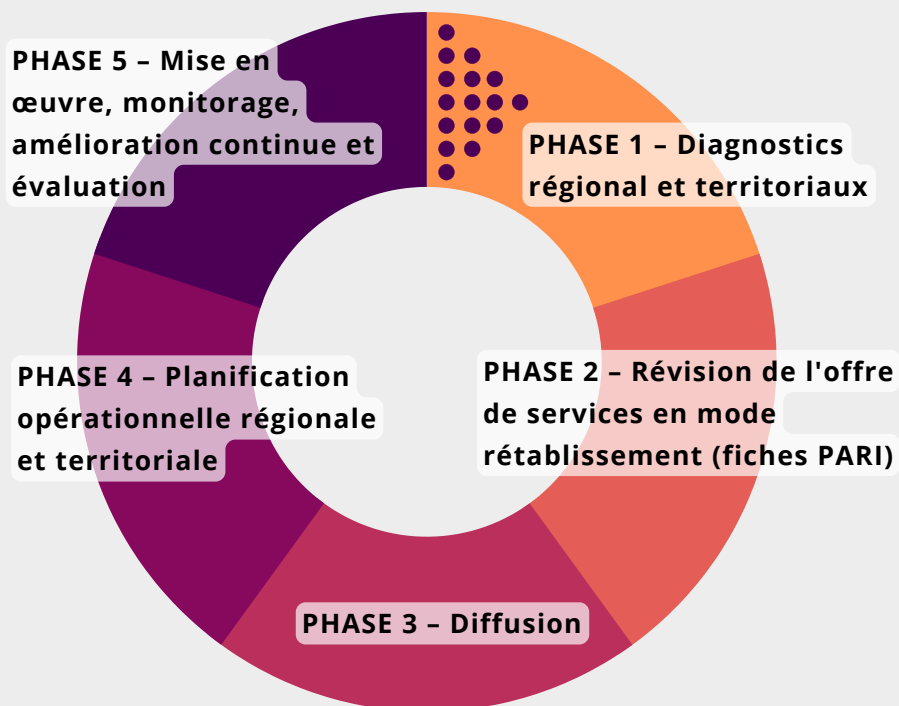 PHASE 1 – Diagnostics
régional et territoriaux
PHASE 2 – Révision de l'offre
de services en mode
rétablissement (fiches PARI)
PHASE 3 – Diffusion
PHASE 4 – Planification
opérationnelle régionale
et territoriale
PHASE 5 – Mise en
œuvre, monitorage,
amélioration continue et
évaluation